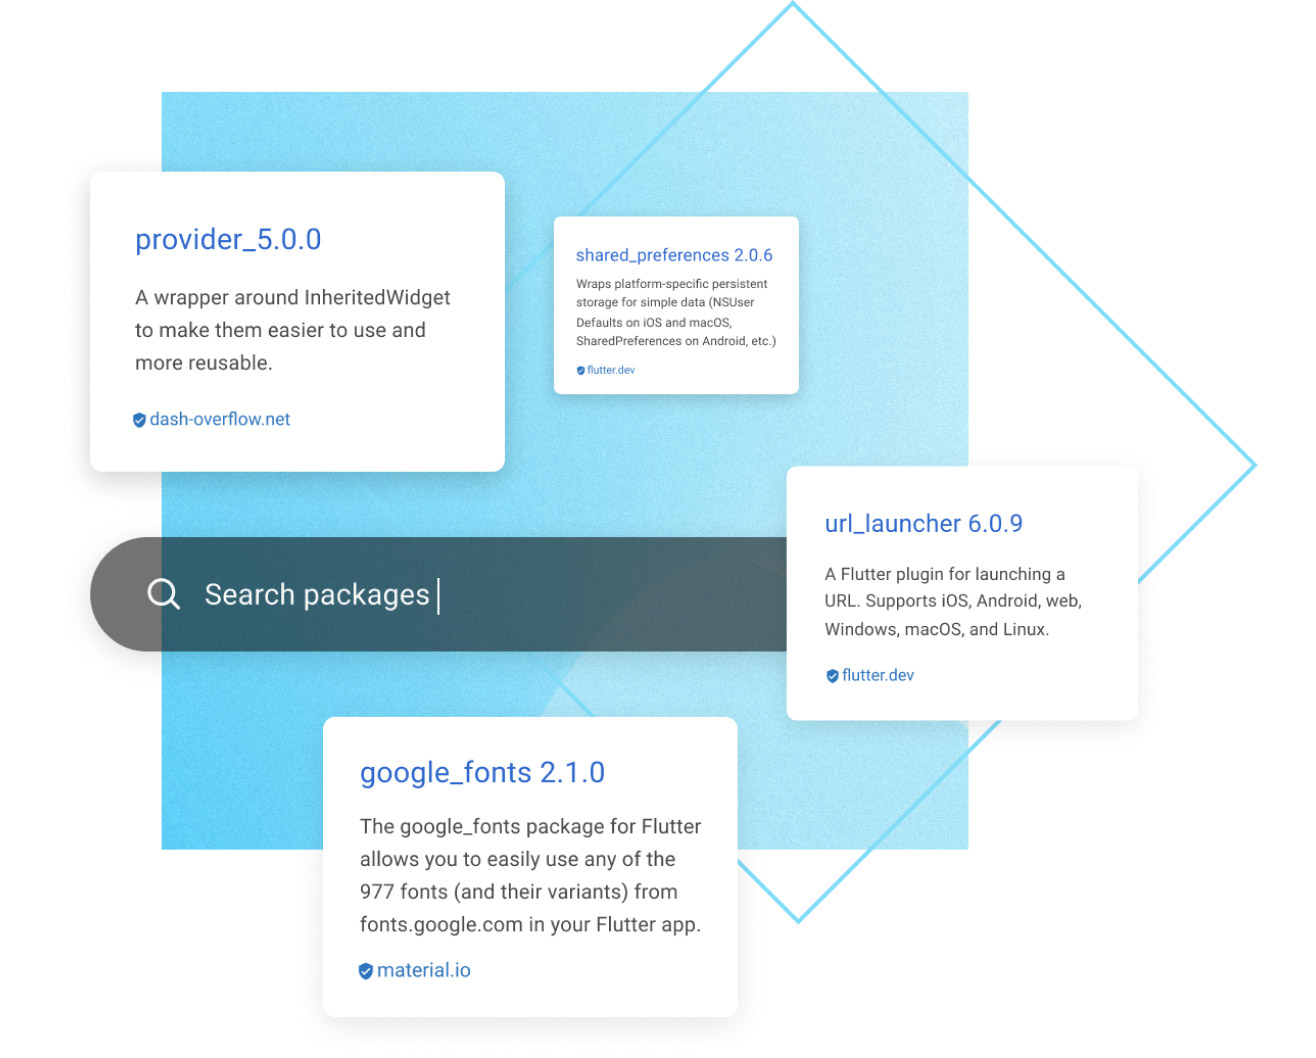 provider_5.0.0
A wrapper around InheritedWidget
to make them easier to use and
more reusable.
dash-overflow.net
shared_preferences 2.0.6
Wraps platform-specific persistent
storage for simple data (NSUser
Defaults on iOS and macOS,
SharedPreferences on Android, etc.)
flutter.dev
Search packages
url_launcher 6.0.9
A Flutter plugin for launching a
URL. Supports iOS, Android, web,
Windows, macOS, and Linux.
flutter.dev
google_fonts 2.1.0
The google_fonts package for Flutter
allows you to easily use any of the
977 fonts (and their variants) from
fonts.google.com in your Flutter app.
material.io